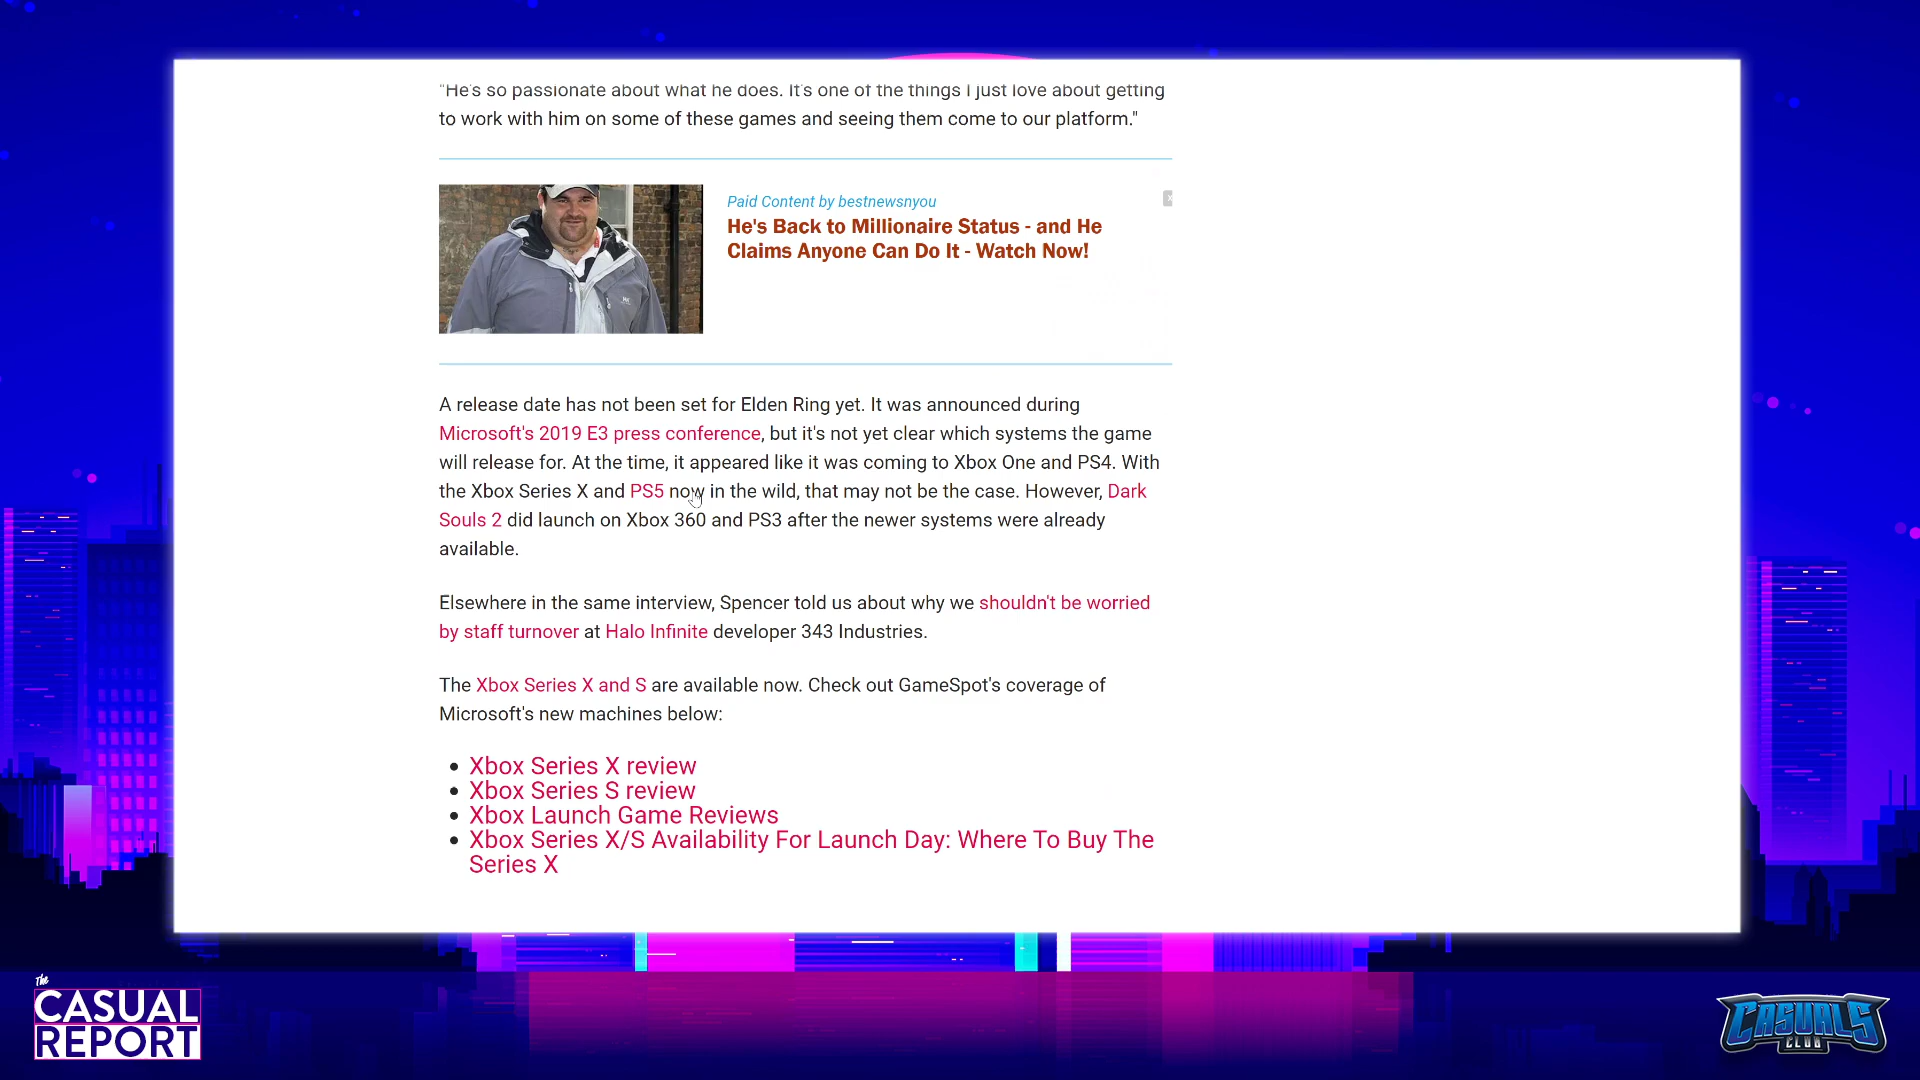 "He's so passionate about what he does. It's one of the things I just love about getting
to work with him on some of these games and seeing them come to our platform."
Paid Content by bestnewsnyou
x
He's Back to Millionaire Status - and He
Claims Anyone Can Do It - Watch Now!
A release date has not been set for Elden Ring yet. It was announced during
Microsoft's 2019 E3 press conference, but it's not yet clear which systems the game
will release for. At the time, it appeared like it was coming to Xbox One and PS4. With
the Xbox Series X and PS5 now in the wild, that may not be the case. However, Dark
Souls 2 did launch on Xbox 360 and PS3 after the newer systems were already
available.
Elsewhere in the same interview, Spencer told us about why we shouldn't be worried
by staff turnover at Halo Infinite developer 343 Industries.
The Xbox Series X and S are available now. Check out GameSpot's coverage of
Microsoft's new machines below:
• Xbox Series X review
• Xbox Series S review
• Xbox Launch Game Reviews
• Xbox Series X/S Availability For Launch Day: Where To Buy The
Series X
The
CASUAL
REPORT
CASUALS
CLUB